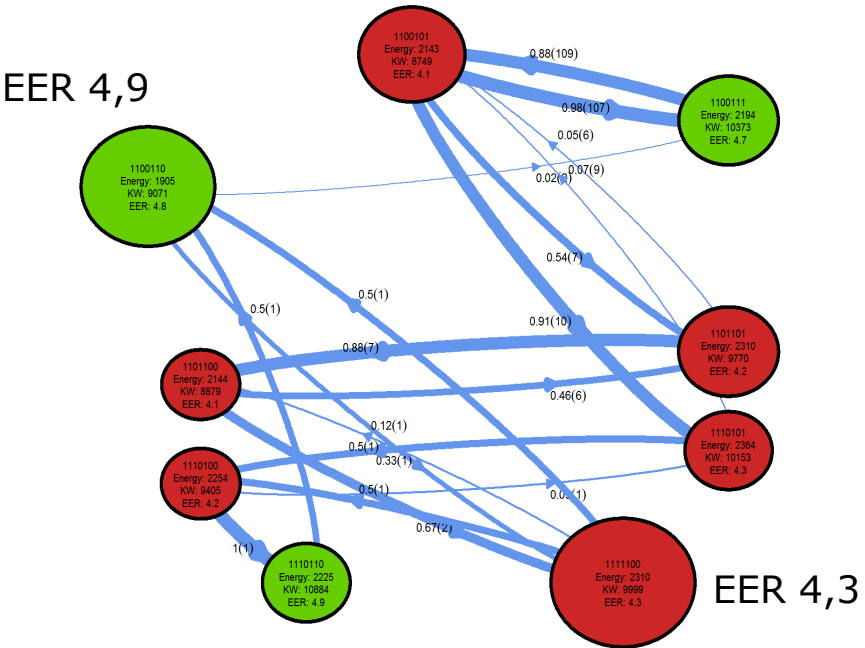 1100101
Energy: 2143
KW: 8749
EER: 4.1
0.88(109)
EER 4,9
1100111
Energy: 2194
KW: 10373
EER: 4.7
0.98(107)
0.05(6)
1100110
Energy: 1905
KW: 9071
EER: 4.8
0.07(9)
0.54(7)
0.5(1)
0.5(1)
0.91(10)
1101101
Energy: 2310
KW: 9770
EER: 4.2
0.88(7)
1101100
Energy: 2144
KW: 8879
EER: 4.1
0.46(6)
0.12(1)
1110101
Energy: 2364
KW: 10153
EER: 4.3
0.5(1)
0.33(1)
1110100
Energy: 2254
KW: 9405
EER: 4.2
0.5(1)
0.67(2)
1(1)
1110110
Energy: 2225
KW: 10884
EER: 4.9
1111100
Energy: 2310
KW: 9999
EER: 4.3
EER 4,3